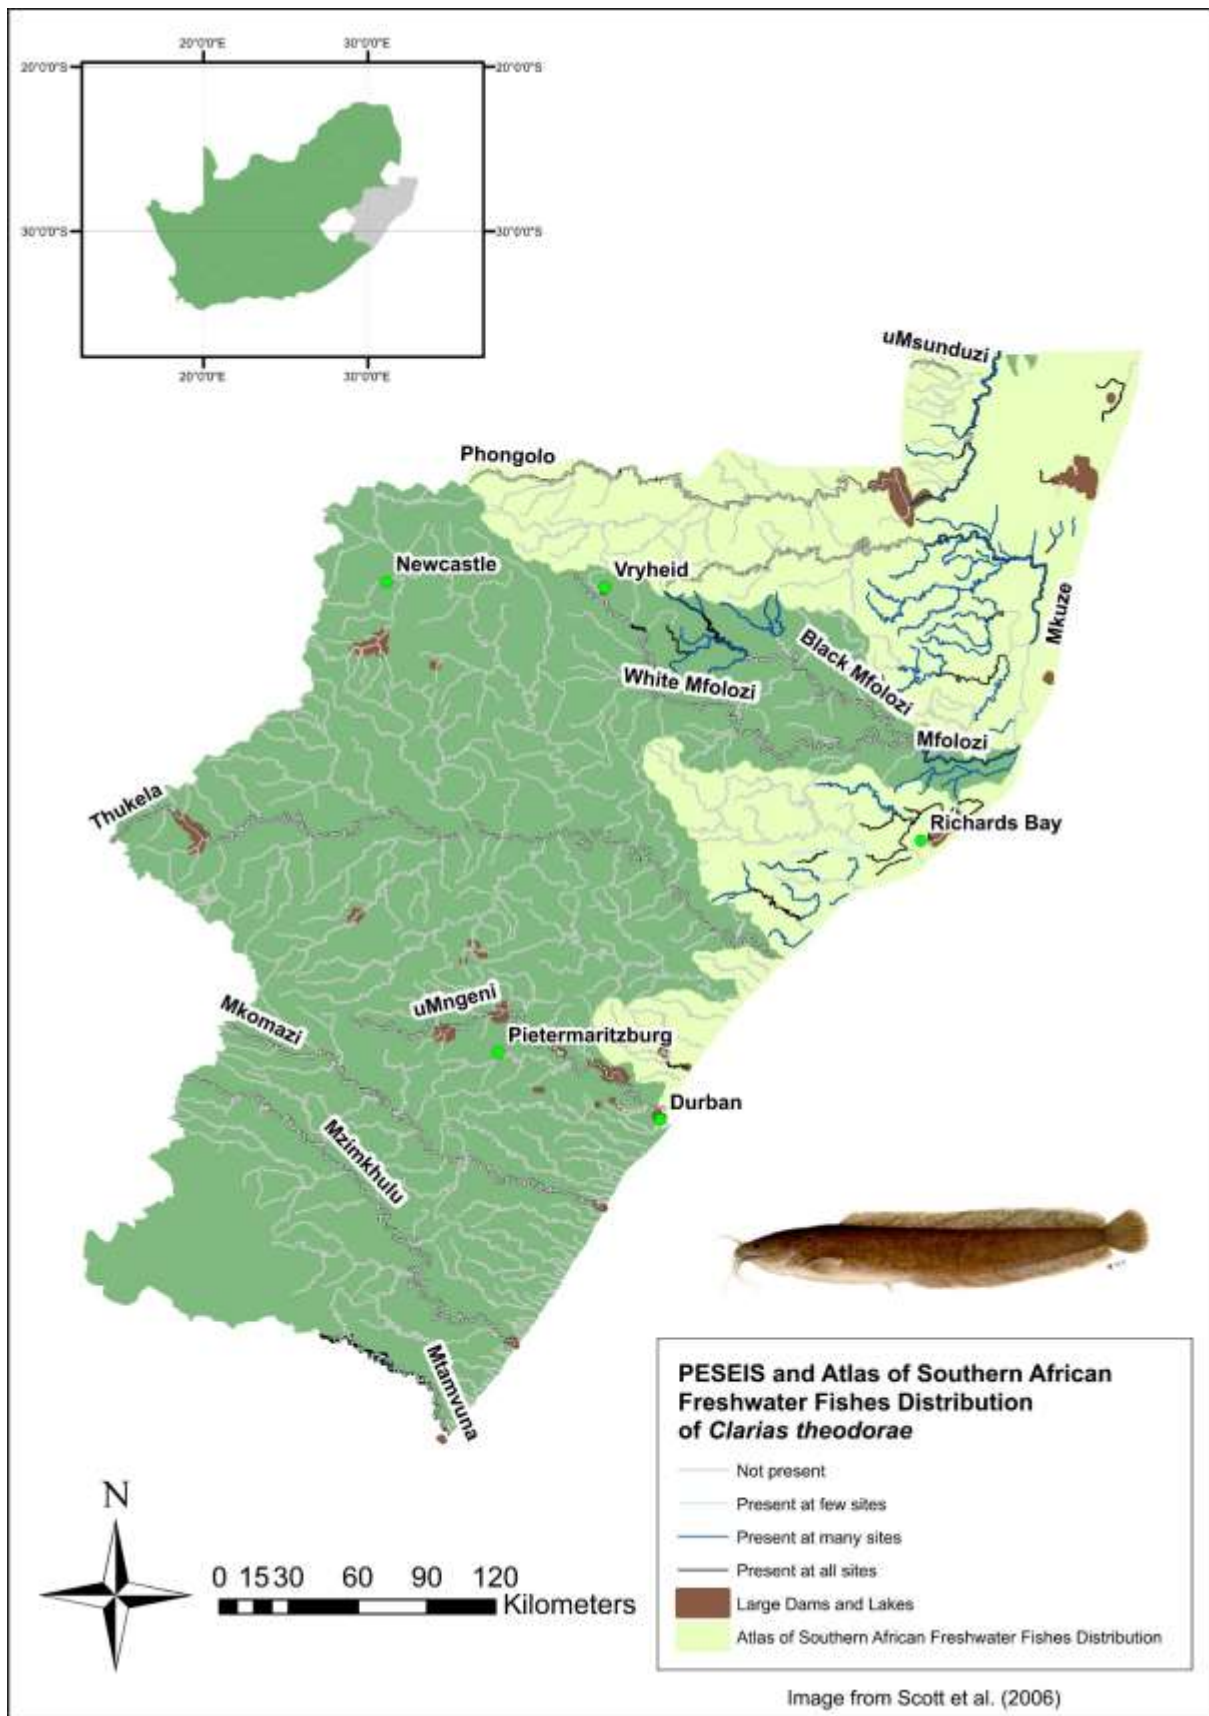 20°0'0"E
30°0'0"E
20°0'0"S
20°0'0"S
30°0'0"S
30°0'0"S
20°0'0"E
30°0'0"E
uMsunduzi
Phongolo
Newcastle
Vryheid
Mkuze
Black Mfolozi
White Mfolozi
Mfolozi
Thukela
Richards Bay
uMngeni
Mkomazi
Pietermaritzburg
Durban
Mzimkhulu
Mtamvuna
PESEIS and Atlas of Southern African
Freshwater Fishes Distribution
of Clarias theodorae
Not present
Present at few sites
Present at many sites
Present at all sites
Large Dams and Lakes
Atlas of Southern African Freshwater Fishes Distribution
N
0 15 30 60 90 120
Kilometers
Image from Scott et al. (2006)